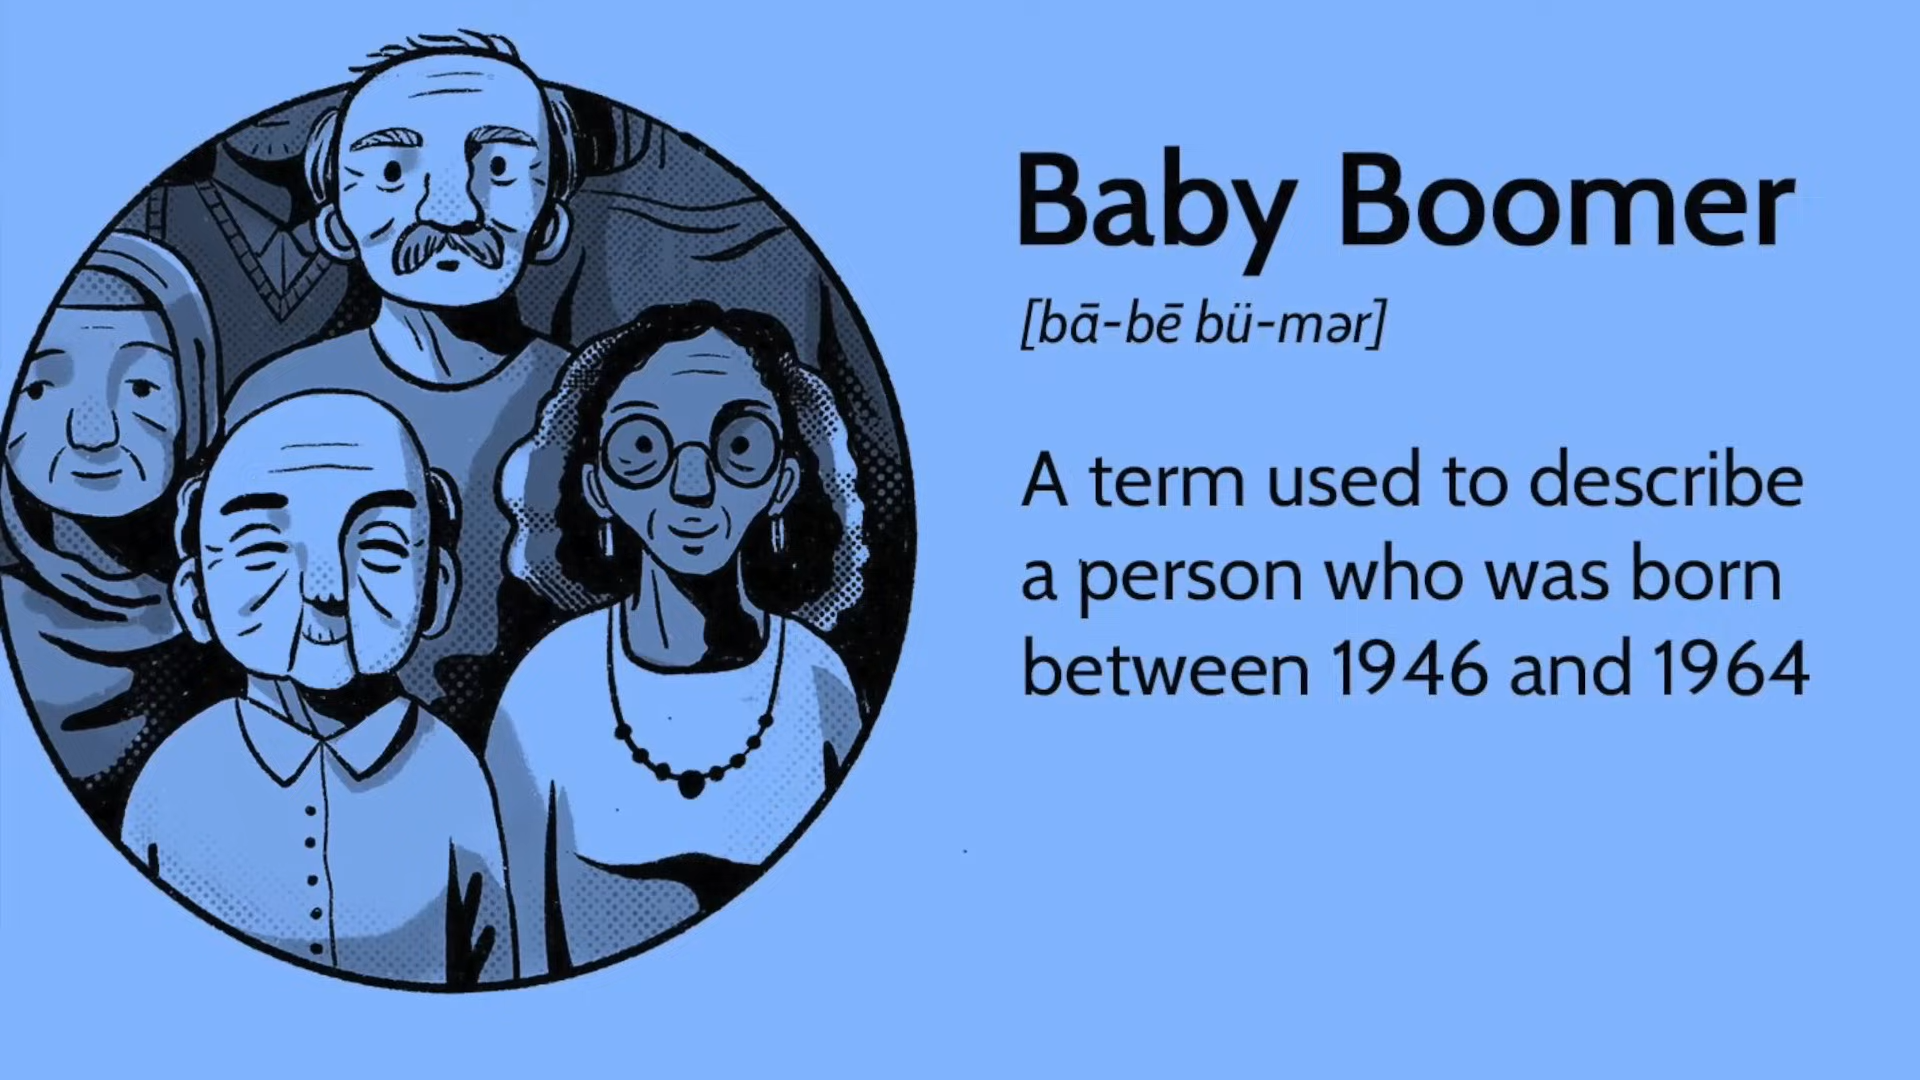 Baby Boomer
[bā-bē bü-mər]
A term used to describe
a person who was born
between 1946 and 1964